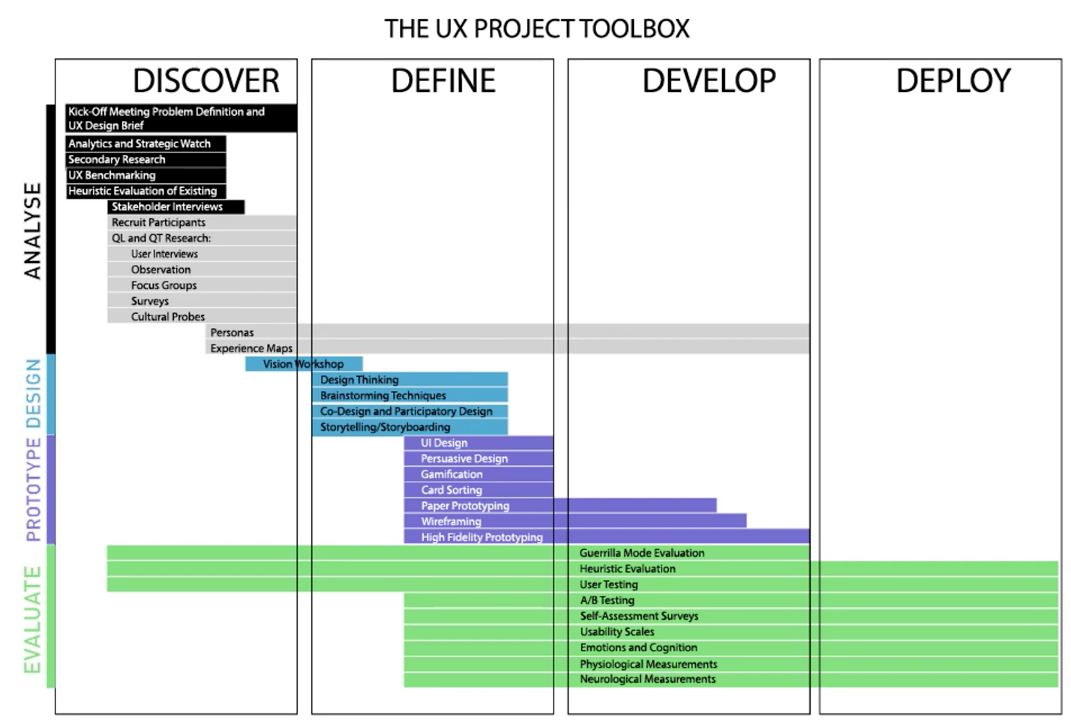 THE UX PROJECT TOOLBOX
DISCOVER
DEFINE
DEVELOP
DEPLOY
ANALYSE
Kick-Off Meeting Problem Definition and
UX Design Brief
Analytics and Strategic Watch
Secondary Research
UX Benchmarking
Heuristic Evaluation of Existing
Stakeholder Interviews
Recruit Participants
QL and QT Research:
User Interviews
Observation
Focus Groups
Surveys
Cultural Probes
Personas
Experience Maps
DESIGN
Vision Workshop
Design Thinking
Brainstorming Techniques
Co-Design and Participatory Design
Storytelling/Storyboarding
PROTOTYPE
UI Design
Persuasive Design
Gamification
Card Sorting
Paper Prototyping
Wireframing
High Fidelity Prototyping
EVALUATE
Guerrilla Mode Evaluation
Heuristic Evaluation
User Testing
A/B Testing
Self-Assessment Surveys
Usability Scales
Emotions and Cognition
Physiological Measurements
Neurological Measurements